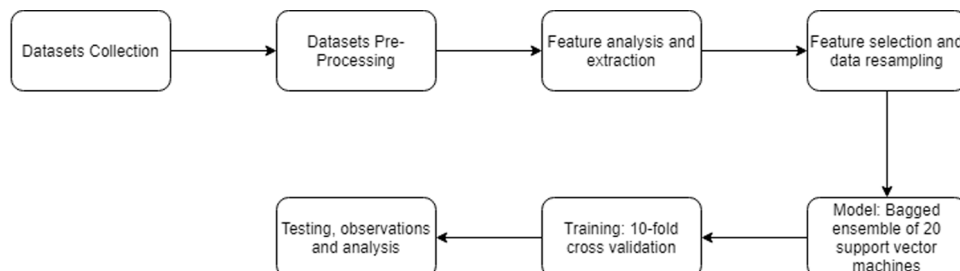 Datasets Collection
Datasets Pre-
Processing
Feature analysis and
extraction
Feature selection and
data resampling
Model: Bagged
ensemble of 20
support vector
machines
Training: 10-fold
cross validation
Testing, observations
and analysis